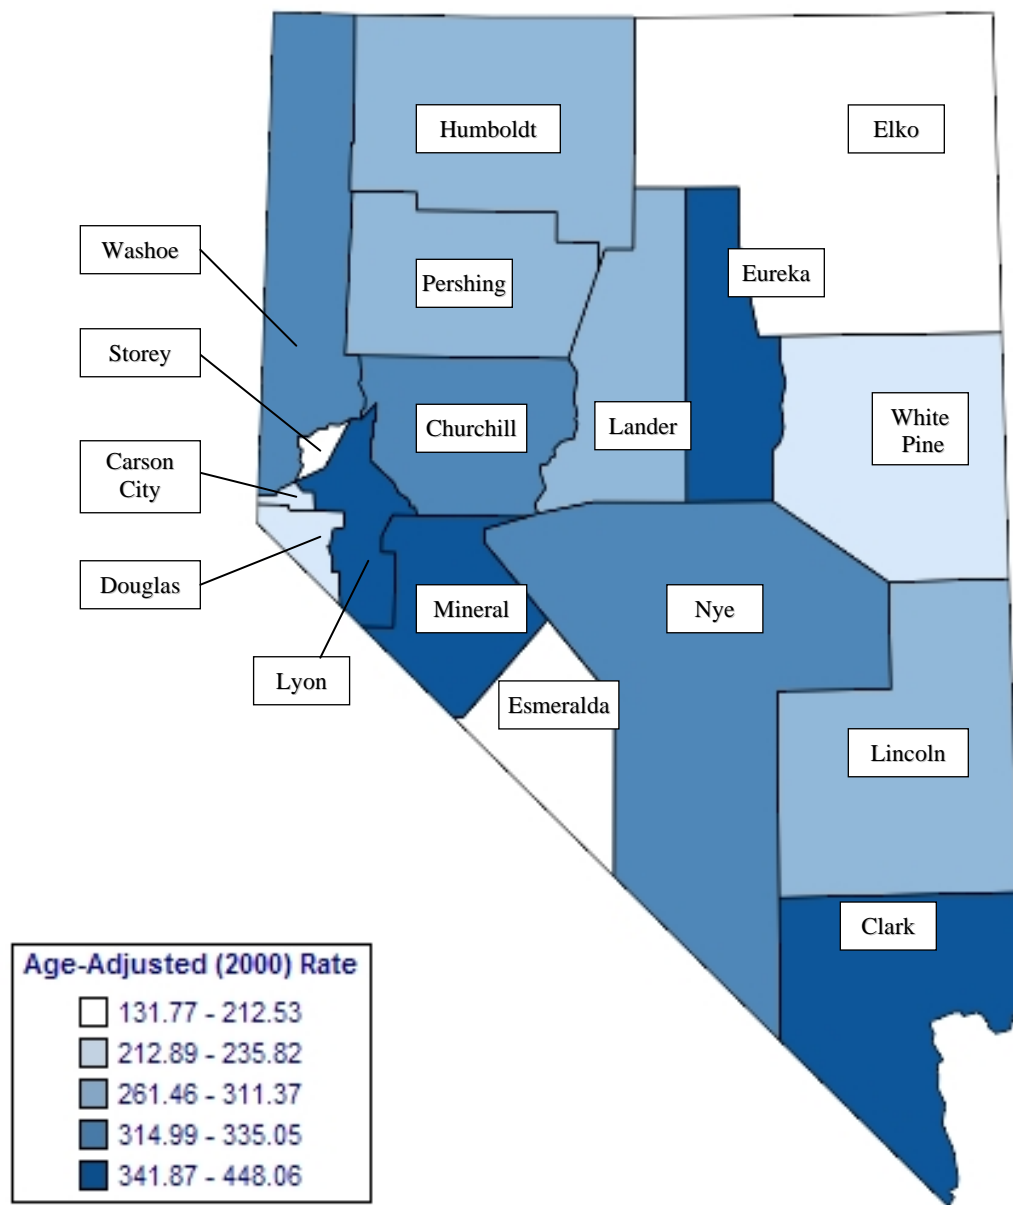 Humboldt
Elko
Washoe
Eureka
Pershing
Storey
Churchill
Lander
White
Pine
Carson
City
Douglas
Mineral
Nye
Lyon
Esmeralda
Lincoln
Clark
Age-Adjusted (2000) Rate
131.77 - 212.53
212.89 - 235.82
261.46 - 311.37
314.99 - 335.05
341.87 - 448.06